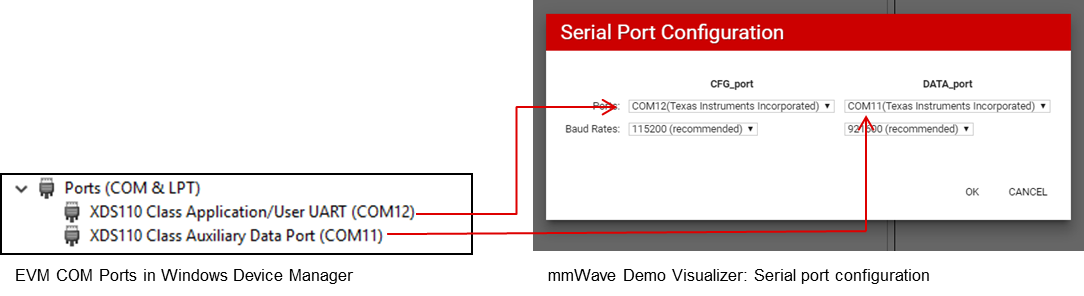 Serial Port Configuration
CFG_port DATA_port
Ports: COM12(Texas Instruments Incorporated) COM11(Texas Instruments Incorporated)
Baud Rates: 115200 (recommended) 921600 (recommended)
OK CANCEL
Ports (COM & LPT)
XDS110 Class Application/User UART (COM12)
XDS110 Class Auxiliary Data Port (COM11)
EVM COM Ports in Windows Device Manager
mmWave Demo Visualizer: Serial port configuration